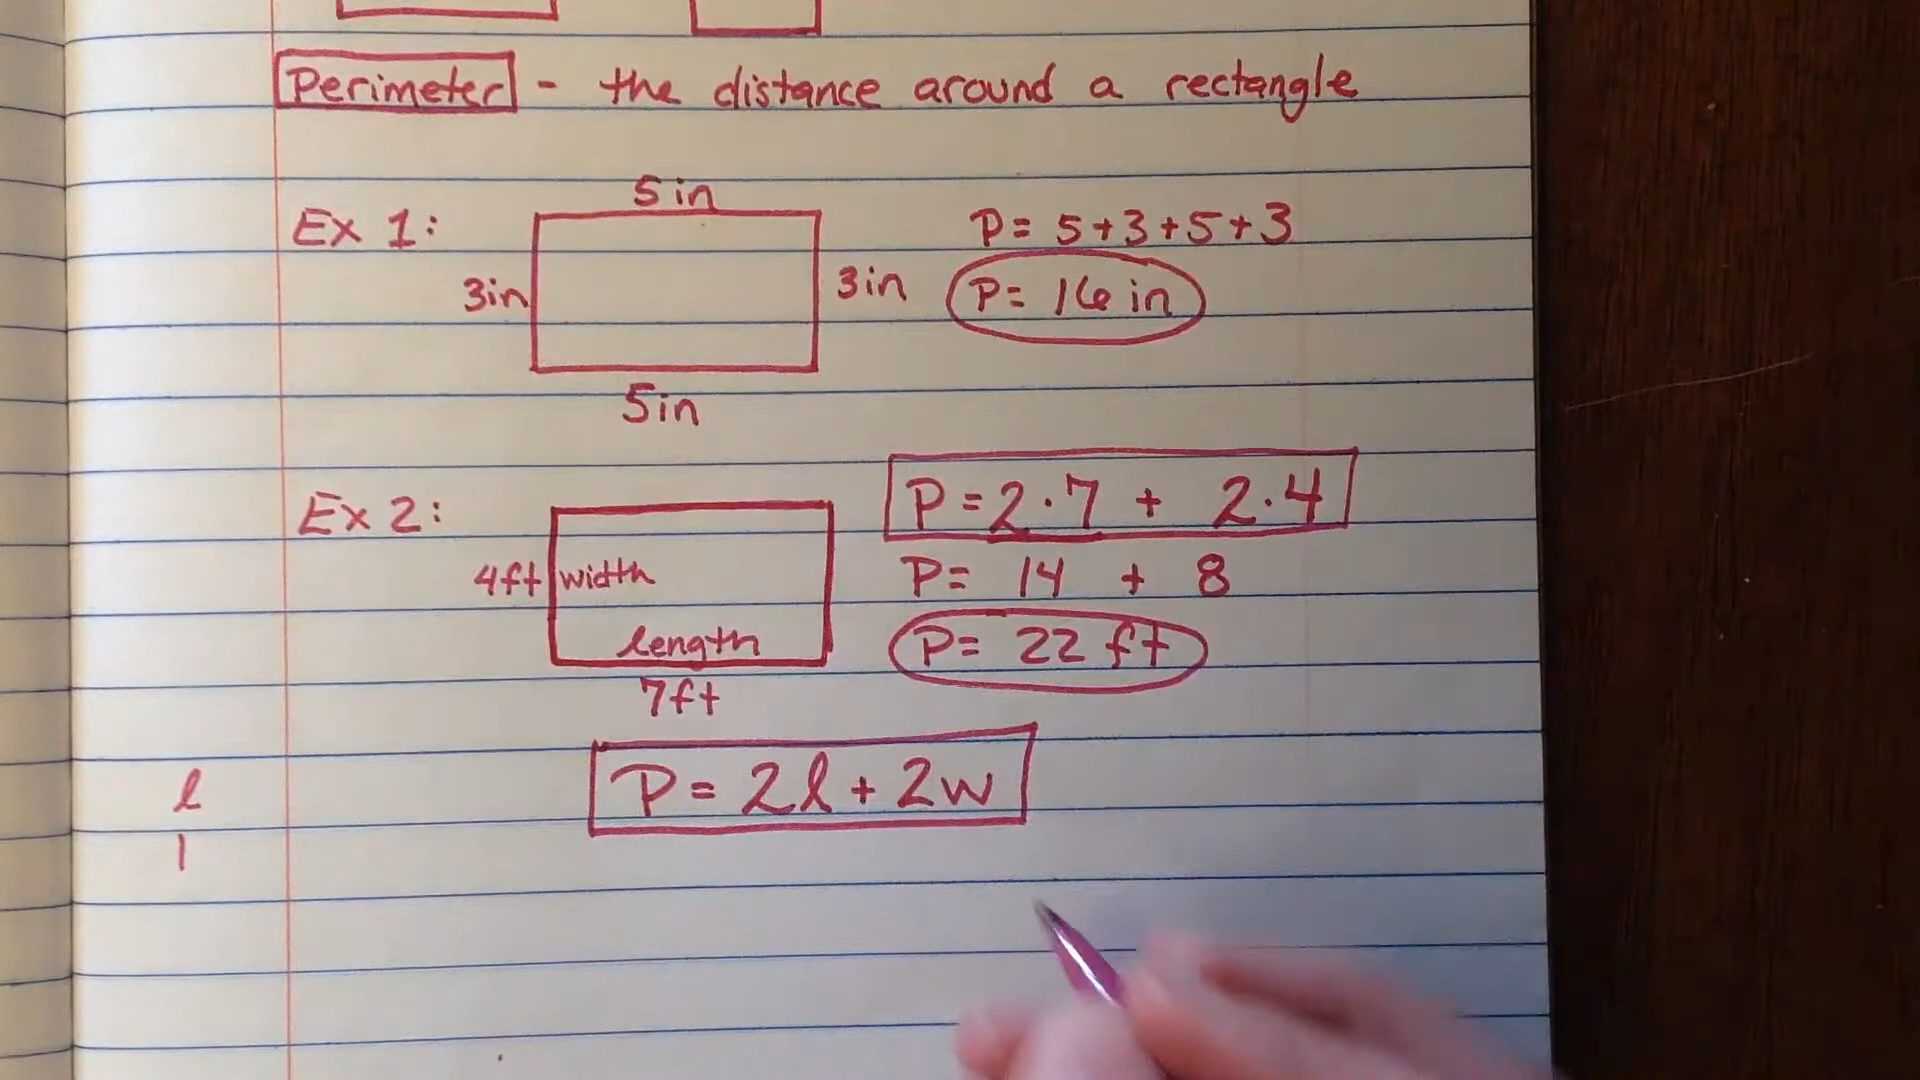 Perimeter - the distance around a rectangle
Ex 1:
5 in
3in
3in
5in
P= 5+3+5+3
P= 16 in
Ex 2:
4ft
width
length
7ft
P=2·7 + 2·4
P= 14 + 8
P= 22 ft
P= 2l+2w
l
l